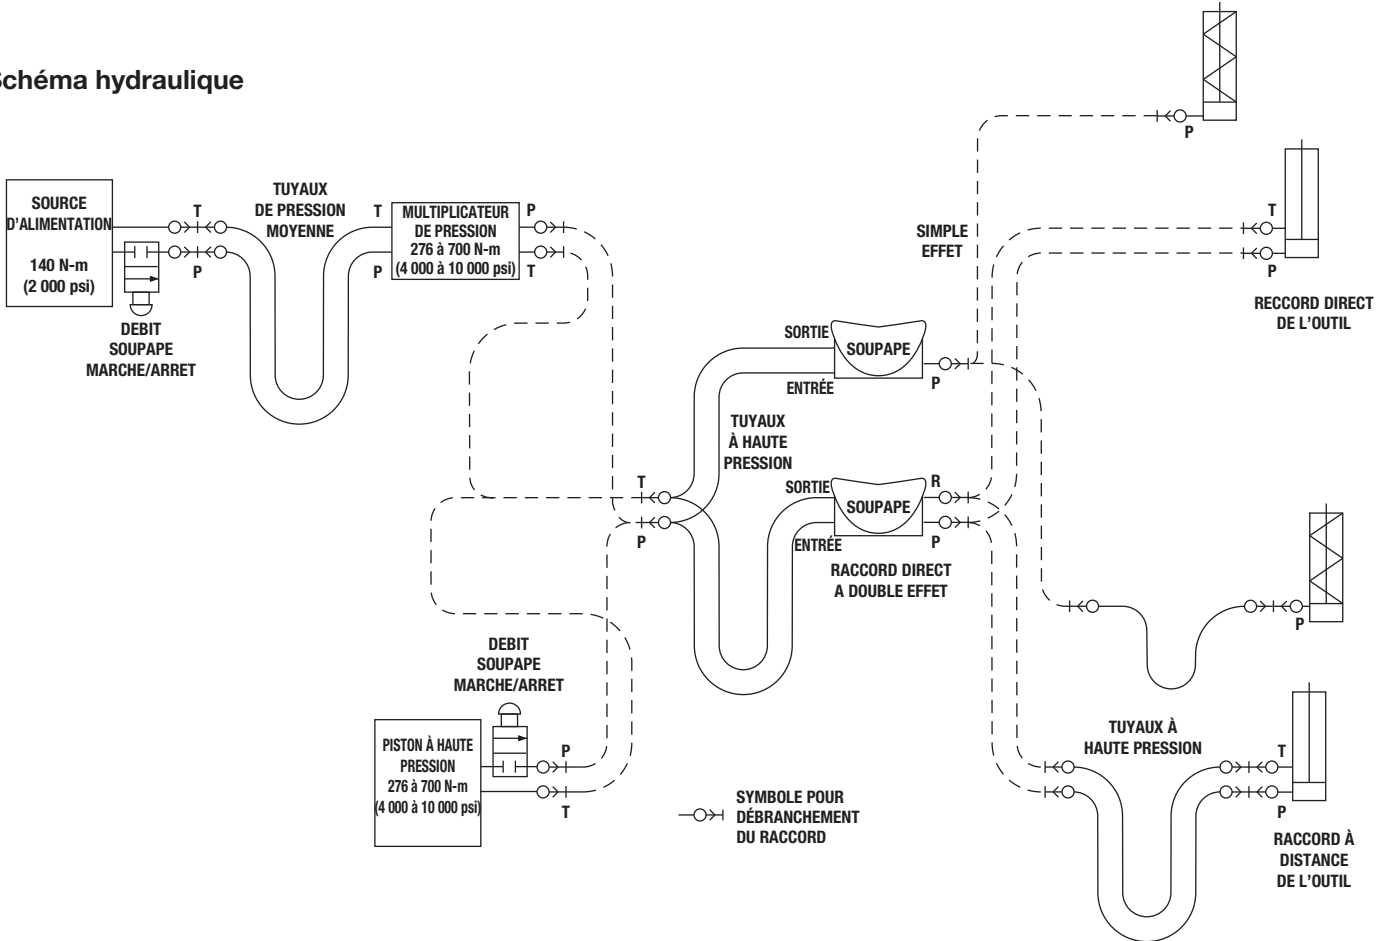 Schéma hydraulique
SOURCE
D'ALIMENTATION
140 N-m
(2 000 psi)
T
P
DEBIT
SOUPAPE
MARCHE/ARRET
TUYAUX
DE PRESSION
MOYENNE
T
P
MULTIPLICATEUR
DE PRESSION
276 à 700 N-m
(4 000 à 10 000 psi)
P
T
SIMPLE
EFFET
P
T
P
RECCORD DIRECT
DE L'OUTIL
SORTIE
SOUPAPE
ENTRÉE
P
TUYAUX
À HAUTE
PRESSION
T
P
SORTIE
SOUPAPE
ENTRÉE
R
P
RACCORD DIRECT
A DOUBLE EFFET
P
DEBIT
SOUPAPE
MARCHE/ARRET
PISTON À HAUTE
PRESSION
276 à 700 N-m
(4 000 à 10 000 psi)
P
T
SYMBOLE POUR
DÉBRANCHEMENT
DU RACCORD
TUYAUX À
HAUTE PRESSION
T
P
RACCORD À
DISTANCE
DE L'OUTIL